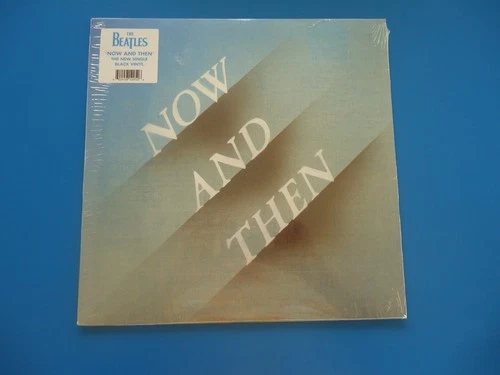 THE
BEATLES
'NOW AND THEN'
THE NEW SINGLE
BLACK VINYL
NOW
AND
THEN